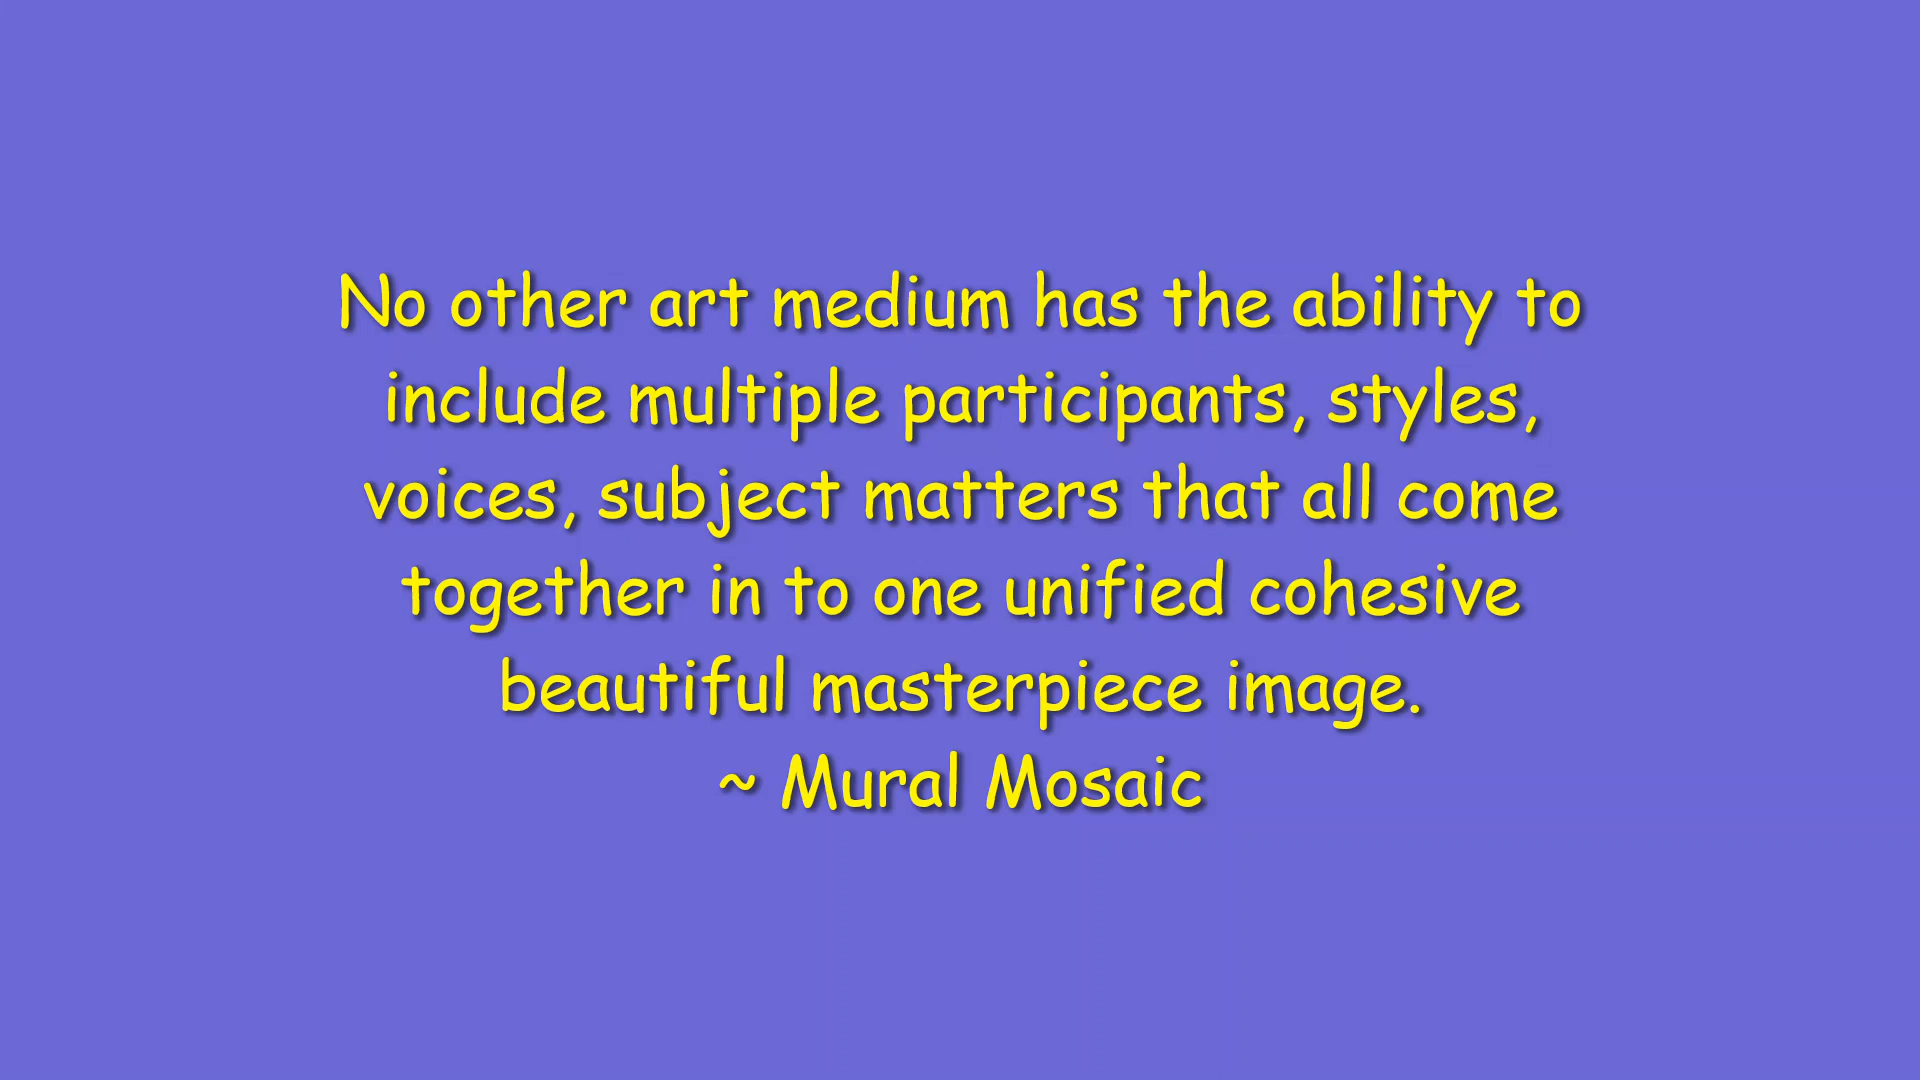 No other art medium has the ability to
include multiple participants, styles,
voices, subject matters that all come
together in to one unified cohesive
beautiful masterpiece image.
~ Mural Mosaic